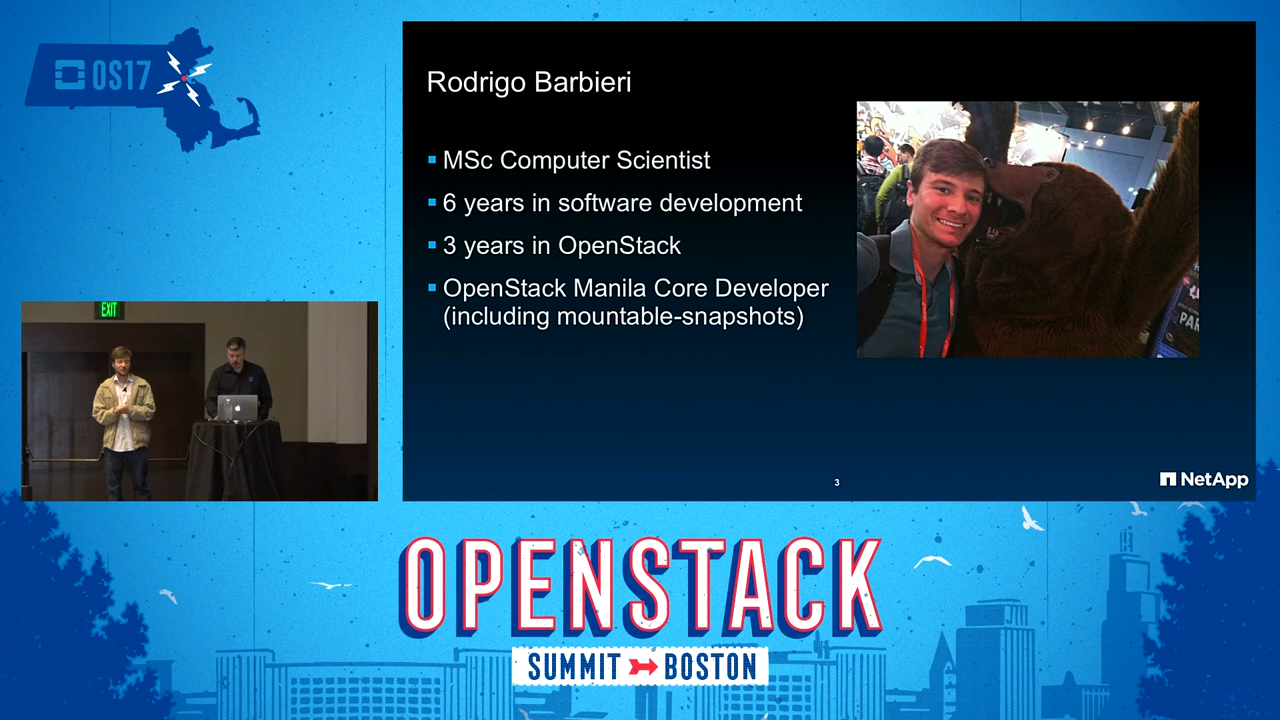 OS17
Rodrigo Barbieri
MSc Computer Scientist
6 years in software development
3 years in OpenStack
OpenStack Manila Core Developer
(including mountable-snapshots)
PAR
EXIT
3
NetApp
OPENSTACK
SUMMIT BOSTON